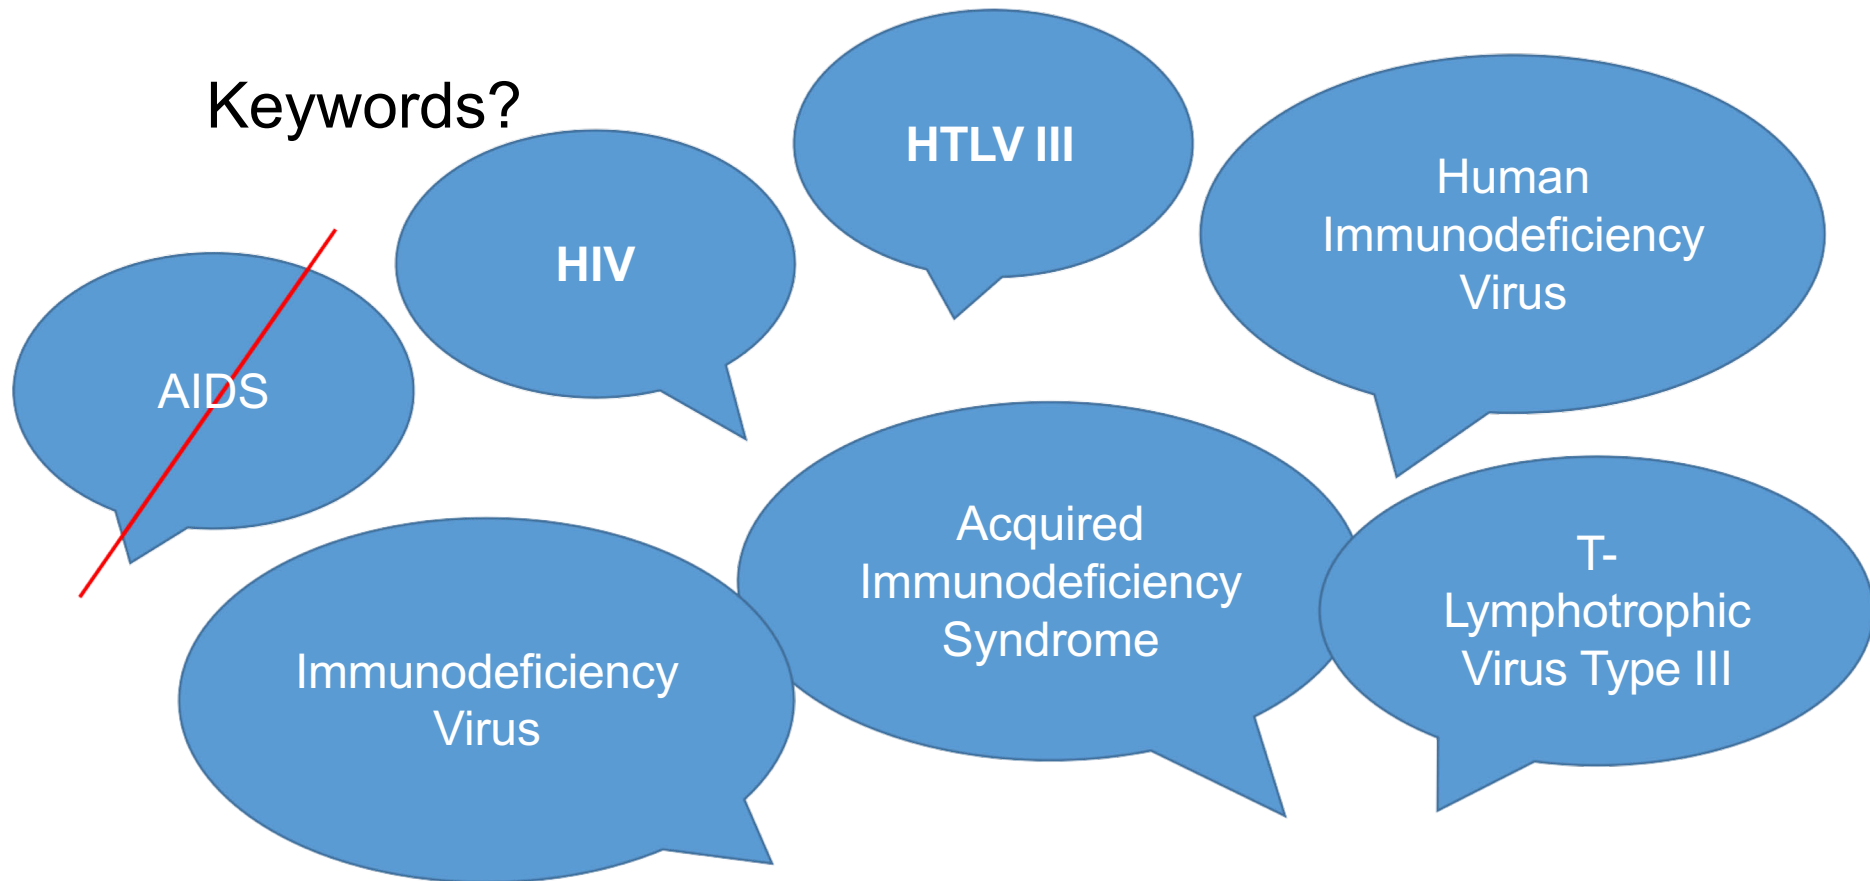 Keywords?
HTLV III
HIV
Human
Immunodeficiency
Virus
AIDS
Acquired
Immunodeficiency
Syndrome
T-
Lymphotrophic
Virus Type III
Immunodeficiency
Virus